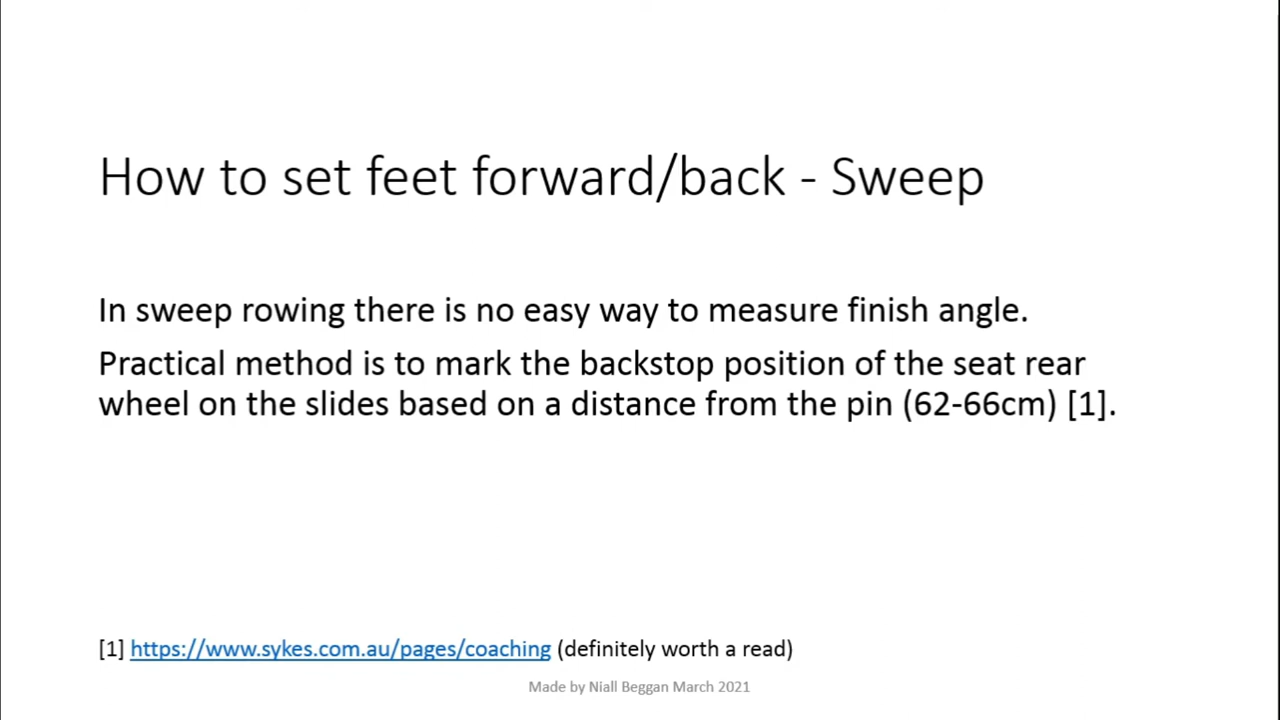 How to set feet forward/back - Sweep
In sweep rowing there is no easy way to measure finish angle.
Practical method is to mark the backstop position of the seat rear
wheel on the slides based on a distance from the pin (62-66cm) [1].
[1] https://www.sykes.com.au/pages/coaching (definitely worth a read)
Made by Niall Beggan March 2021